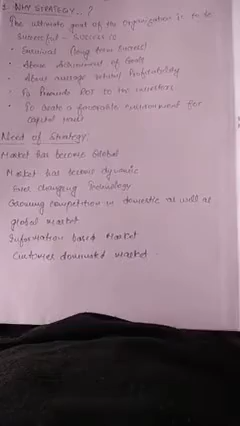 1. WHY STRATEGY..?
The ultimate goal of the Organization is to be
Successful - SUCCESS is
• Survival (long term Success)
• Above Achievement of Goals
• Above average return/ Profitability
• To Provide ROI to the investors
• To Create a favorable environment for
Capital
Need of Strategy:
Market has become Global
Market has become dynamic
Ever changing Technology
Growing competition in domestic as well as
global market
Information based Market
Customer dominated market.